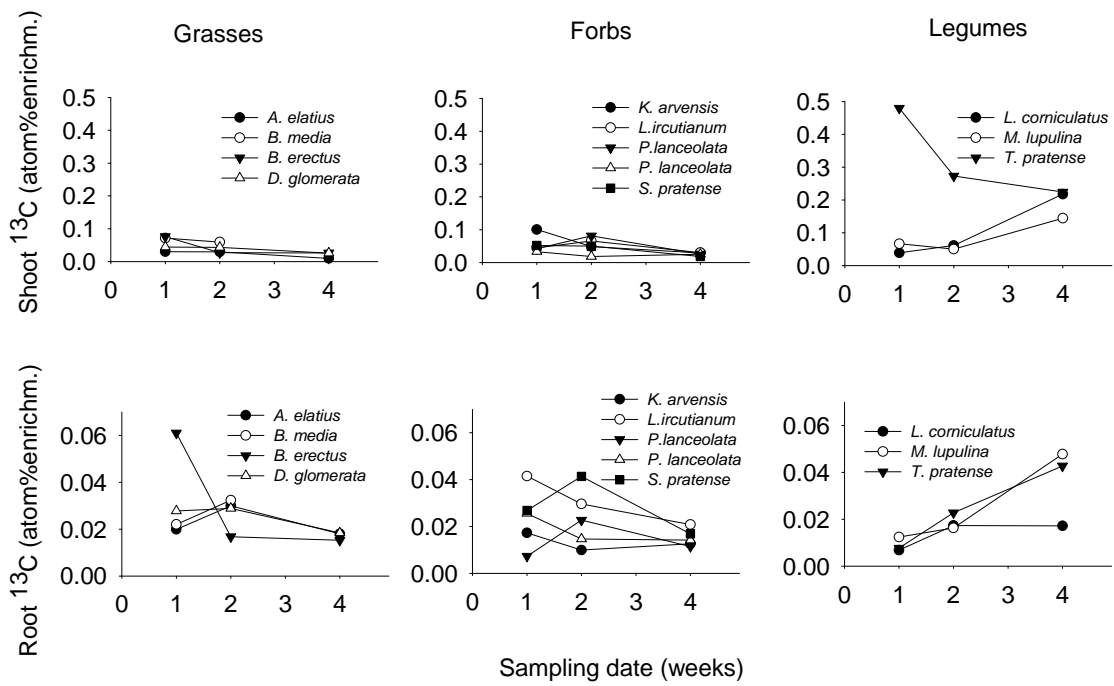 Grasses
Forbs
Legumes
Shoot ¹³C (atom%enrichm.)
0.5
0.4
0.3
0.2
0.1
0.0
0 1 2 4
A. elatius
B. media
B. erectus
D. glomerata
0.5
0.4
0.3
0.2
0.1
0.0
0 1 2 4
K. arvensis
L.ircutianum
P.lanceolata
P. lanceolata
S. pratense
0.5
0.4
0.3
0.2
0.1
0.0
0 1 2 4
L. corniculatus
M. lupulina
T. pratense
Root ¹³C (atom%enrichm.)
0.06
0.04
0.02
0.00
0 1 2 4
A. elatius
B. media
B. erectus
D. glomerata
0.06
0.04
0.02
0.00
0 1 2 4
K. arvensis
L.ircutianum
P.lanceolata
P. lanceolata
S. pratense
0.06
0.04
0.02
0.00
0 1 2 4
L. corniculatus
M. lupulina
T. pratense
Sampling date (weeks)